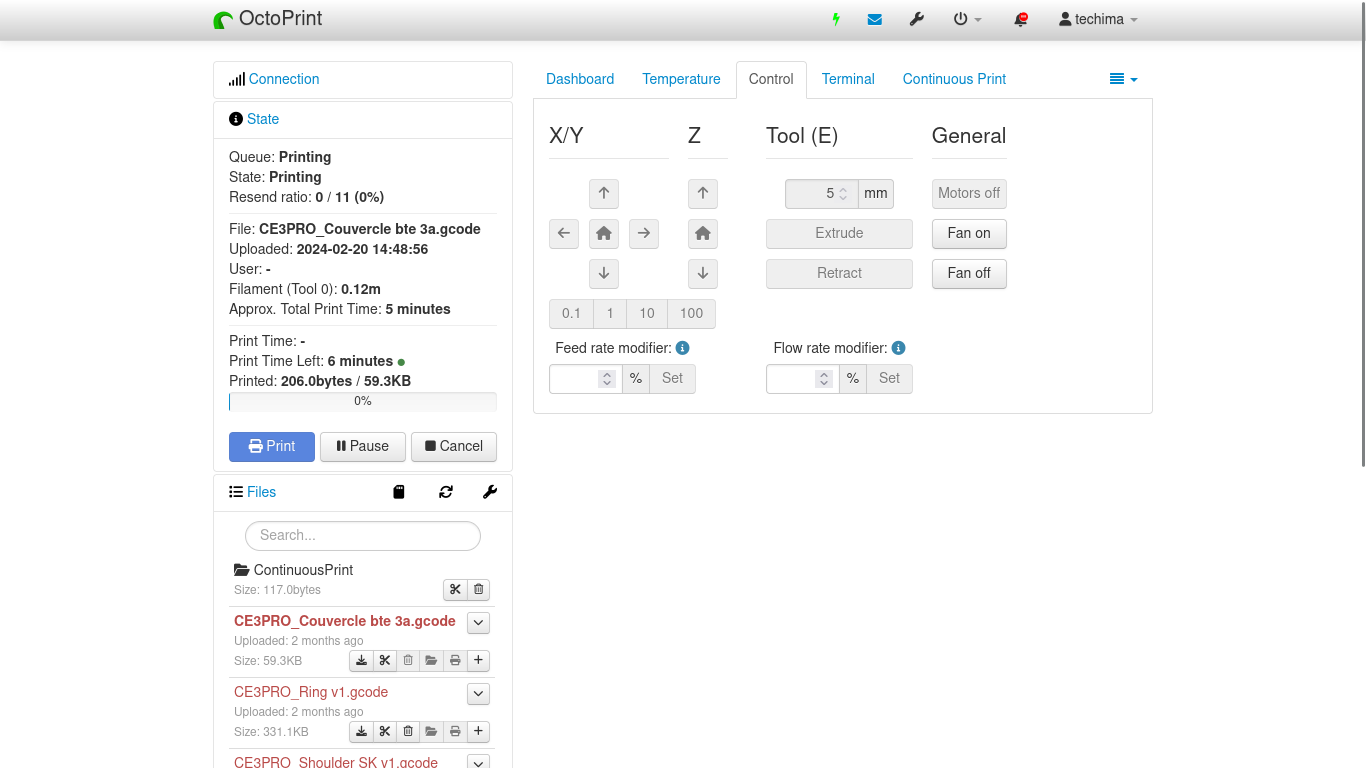 OctoPrint
techima
Connection
State
Queue: Printing
State: Printing
Resend ratio: 0 / 11 (0%)
File: CE3PRO_Couvercle bte 3a.gcode
Uploaded: 2024-02-20 14:48:56
User: -
Filament (Tool 0): 0.12m
Approx. Total Print Time: 5 minutes
Print Time: -
Print Time Left: 6 minutes
Printed: 206.0bytes / 59.3KB
0%
Print Pause Cancel
Files
Search...
ContinuousPrint
Size: 117.0bytes
CE3PRO_Couvercle bte 3a.gcode
Uploaded: 2 months ago
Size: 59.3KB
CE3PRO_Ring v1.gcode
Uploaded: 2 months ago
Size: 331.1KB
CE3PRO_Shoulder SK v1.gcode
Dashboard Temperature Control Terminal Continuous Print
X/Y Z Tool (E) General
5 mm Motors off
Extrude Fan on
Retract Fan off
0.1 1 10 100
Feed rate modifier: Flow rate modifier:
% Set % Set